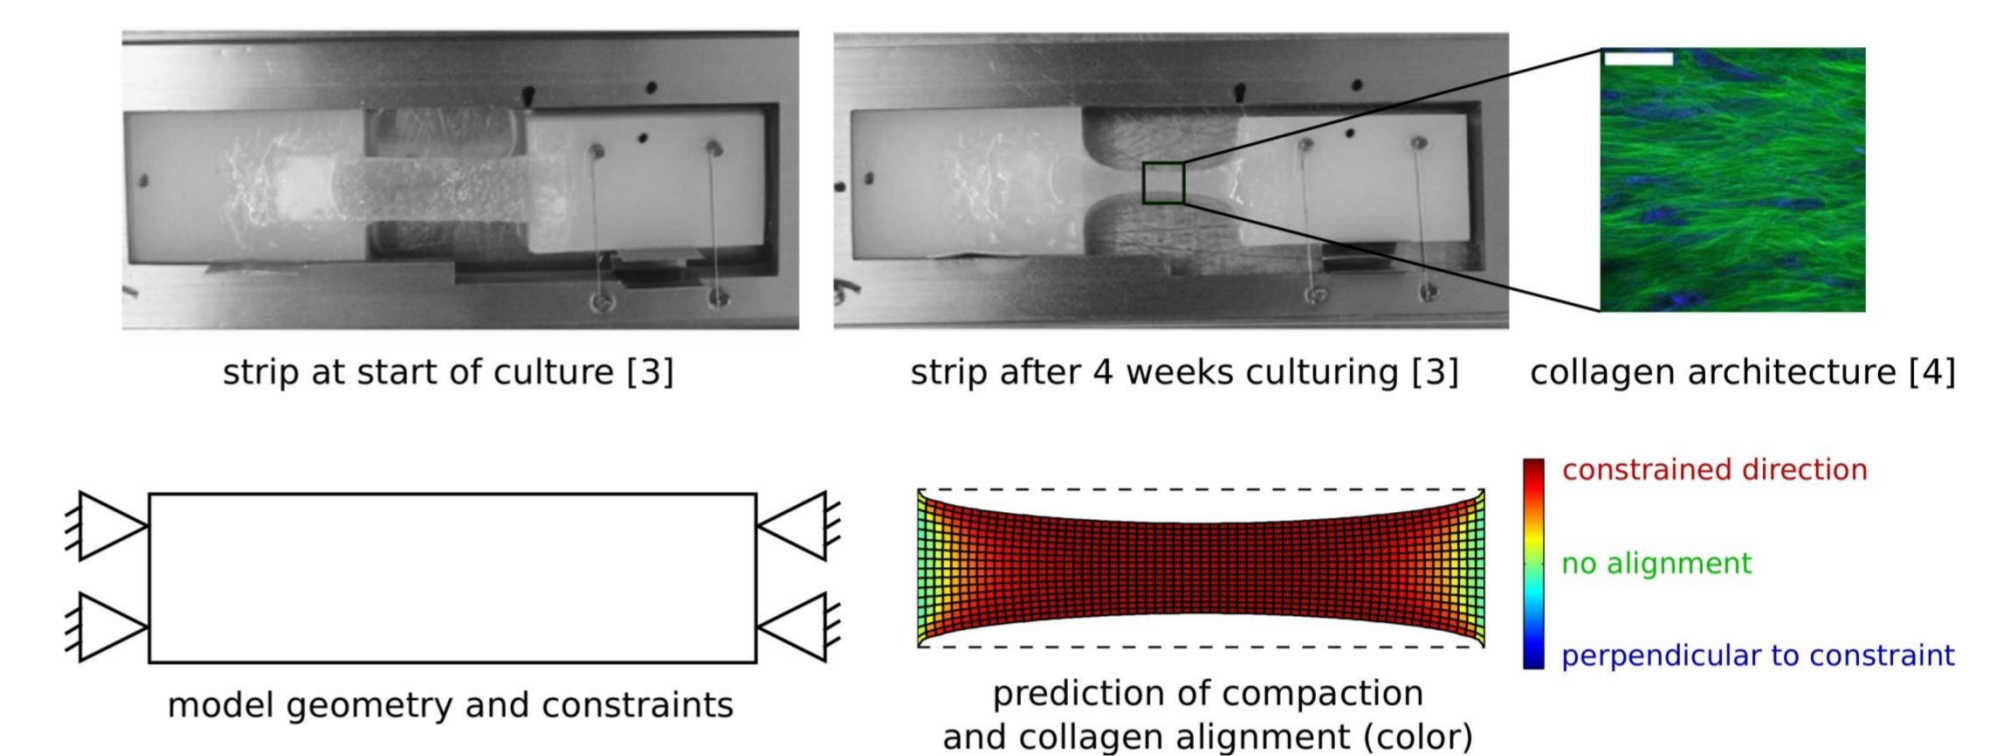 strip at start of culture [3]
strip after 4 weeks culturing [3]
collagen architecture [4]
model geometry and constraints
prediction of compaction
and collagen alignment (color)
constrained direction
no alignment
perpendicular to constraint